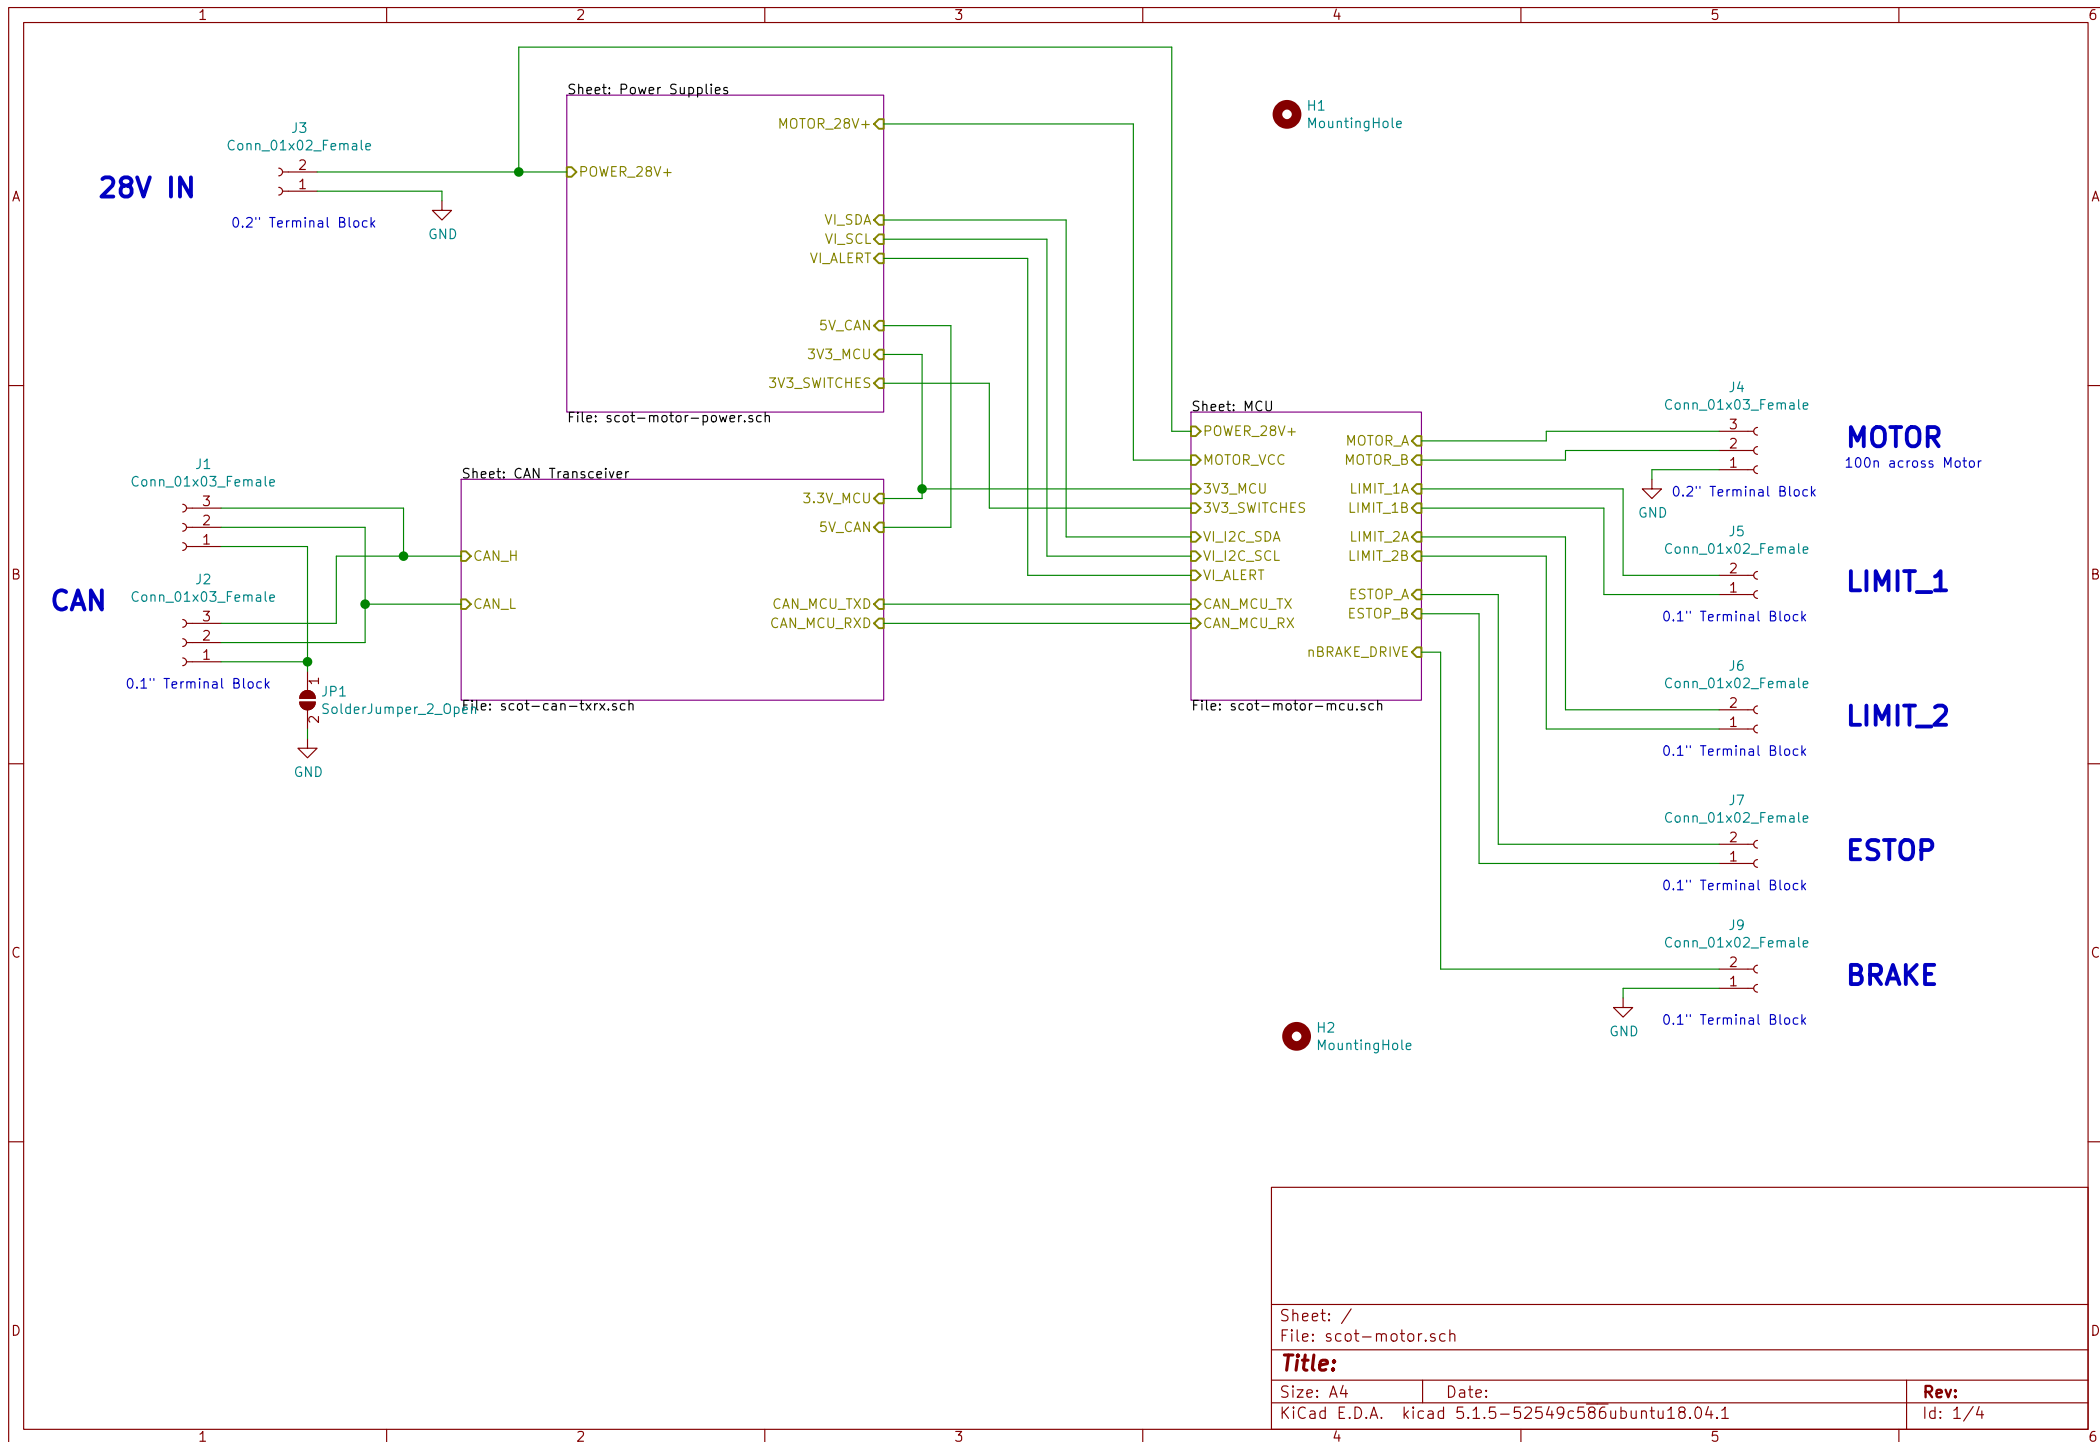 1 2 3 4 5 6
A A
B B
C C
D D
1 2 3 4 5 6
28V IN
J3
Conn_01x02_Female
2
1
0.2" Terminal Block
GND
Sheet: Power Supplies
POWER_28V+
MOTOR_28V+
VI_SDA
VI_SCL
VI_ALERT
5V_CAN
3V3_MCU
3V3_SWITCHES
File: scot-motor-power.sch
H1
MountingHole
CAN
J1
Conn_01x03_Female
3
2
1
J2
Conn_01x03_Female
3
2
1
0.1" Terminal Block
1
JP1
SolderJumper_2_Open
2
GND
Sheet: CAN Transceiver
CAN_H
CAN_L
3.3V_MCU
5V_CAN
CAN_MCU_TXD
CAN_MCU_RXD
File: scot-can-txrx.sch
Sheet: MCU
POWER_28V+
MOTOR_VCC
3V3_MCU
3V3_SWITCHES
VI_I2C_SDA
VI_I2C_SCL
VI_ALERT
CAN_MCU_TX
CAN_MCU_RX
MOTOR_A
MOTOR_B
LIMIT_1A
LIMIT_1B
LIMIT_2A
LIMIT_2B
ESTOP_A
ESTOP_B
nBRAKE_DRIVE
File: scot-motor-mcu.sch
J4
Conn_01x03_Female
3
2
1
MOTOR
100n across Motor
0.2" Terminal Block
GND
J5
Conn_01x02_Female
2
1
LIMIT_1
0.1" Terminal Block
J6
Conn_01x02_Female
2
1
LIMIT_2
0.1" Terminal Block
J7
Conn_01x02_Female
2
1
ESTOP
0.1" Terminal Block
J9
Conn_01x02_Female
2
1
BRAKE
0.1" Terminal Block
GND
H2
MountingHole
Sheet: /
File: scot-motor.sch
Title:
Size: A4 Date: Rev:
KiCad E.D.A. kicad 5.1.5-52549c586ubuntu18.04.1 Id: 1/4